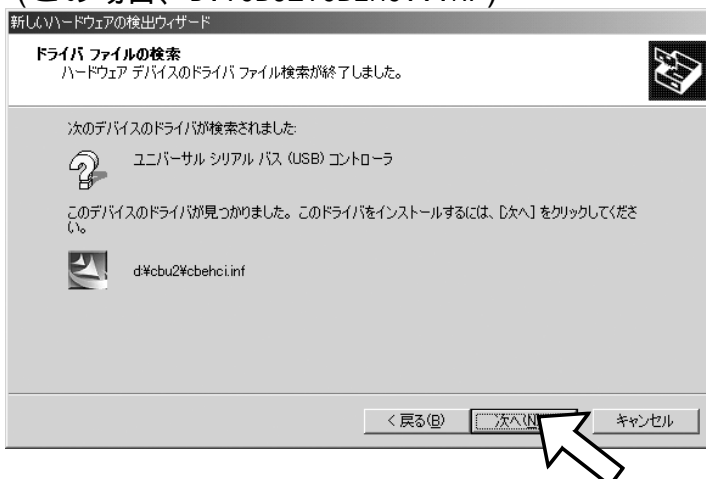 新しいハードウェアの検出ウィザード
ドライバ ファイルの検索
ハードウェア デバイスのドライバ ファイル検索が終了しました。
次のデバイスのドライバが検索されました:
ユニバーサル シリアル バス (USB) コントローラ
このデバイスのドライバが見つかりました。このドライバをインストールするには、[次へ] をクリックしてくださ
い。
d:¥cbu2¥cbehci.inf
< 戻る(B) 次へ(N) キャンセル